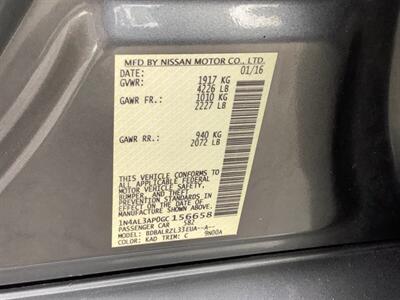 MFD BY NISSAN MOTOR CO., LTD.
DATE: 01/16
GVWR: 1917 KG
4226 LB
GAWR FR.: 1010 KG
2227 LB
GAWR RR.: 940 KG
2072 LB
THIS VEHICLE CONFORMS TO ALL
APPLICABLE FEDERAL
MOTOR VEHICLE SAFETY,
BUMPER, AND THEFT
PREVENTION STANDARDS
IN EFFECT ON THE DATE OF
MANUFACTURE SHOWN ABOVE.
1N4AL3AP0GC156658
PASSENGER CAR 58Z
MODEL: BDBALRZL33EUA--A--
COLOR: KAD TRIM: C 9N00A